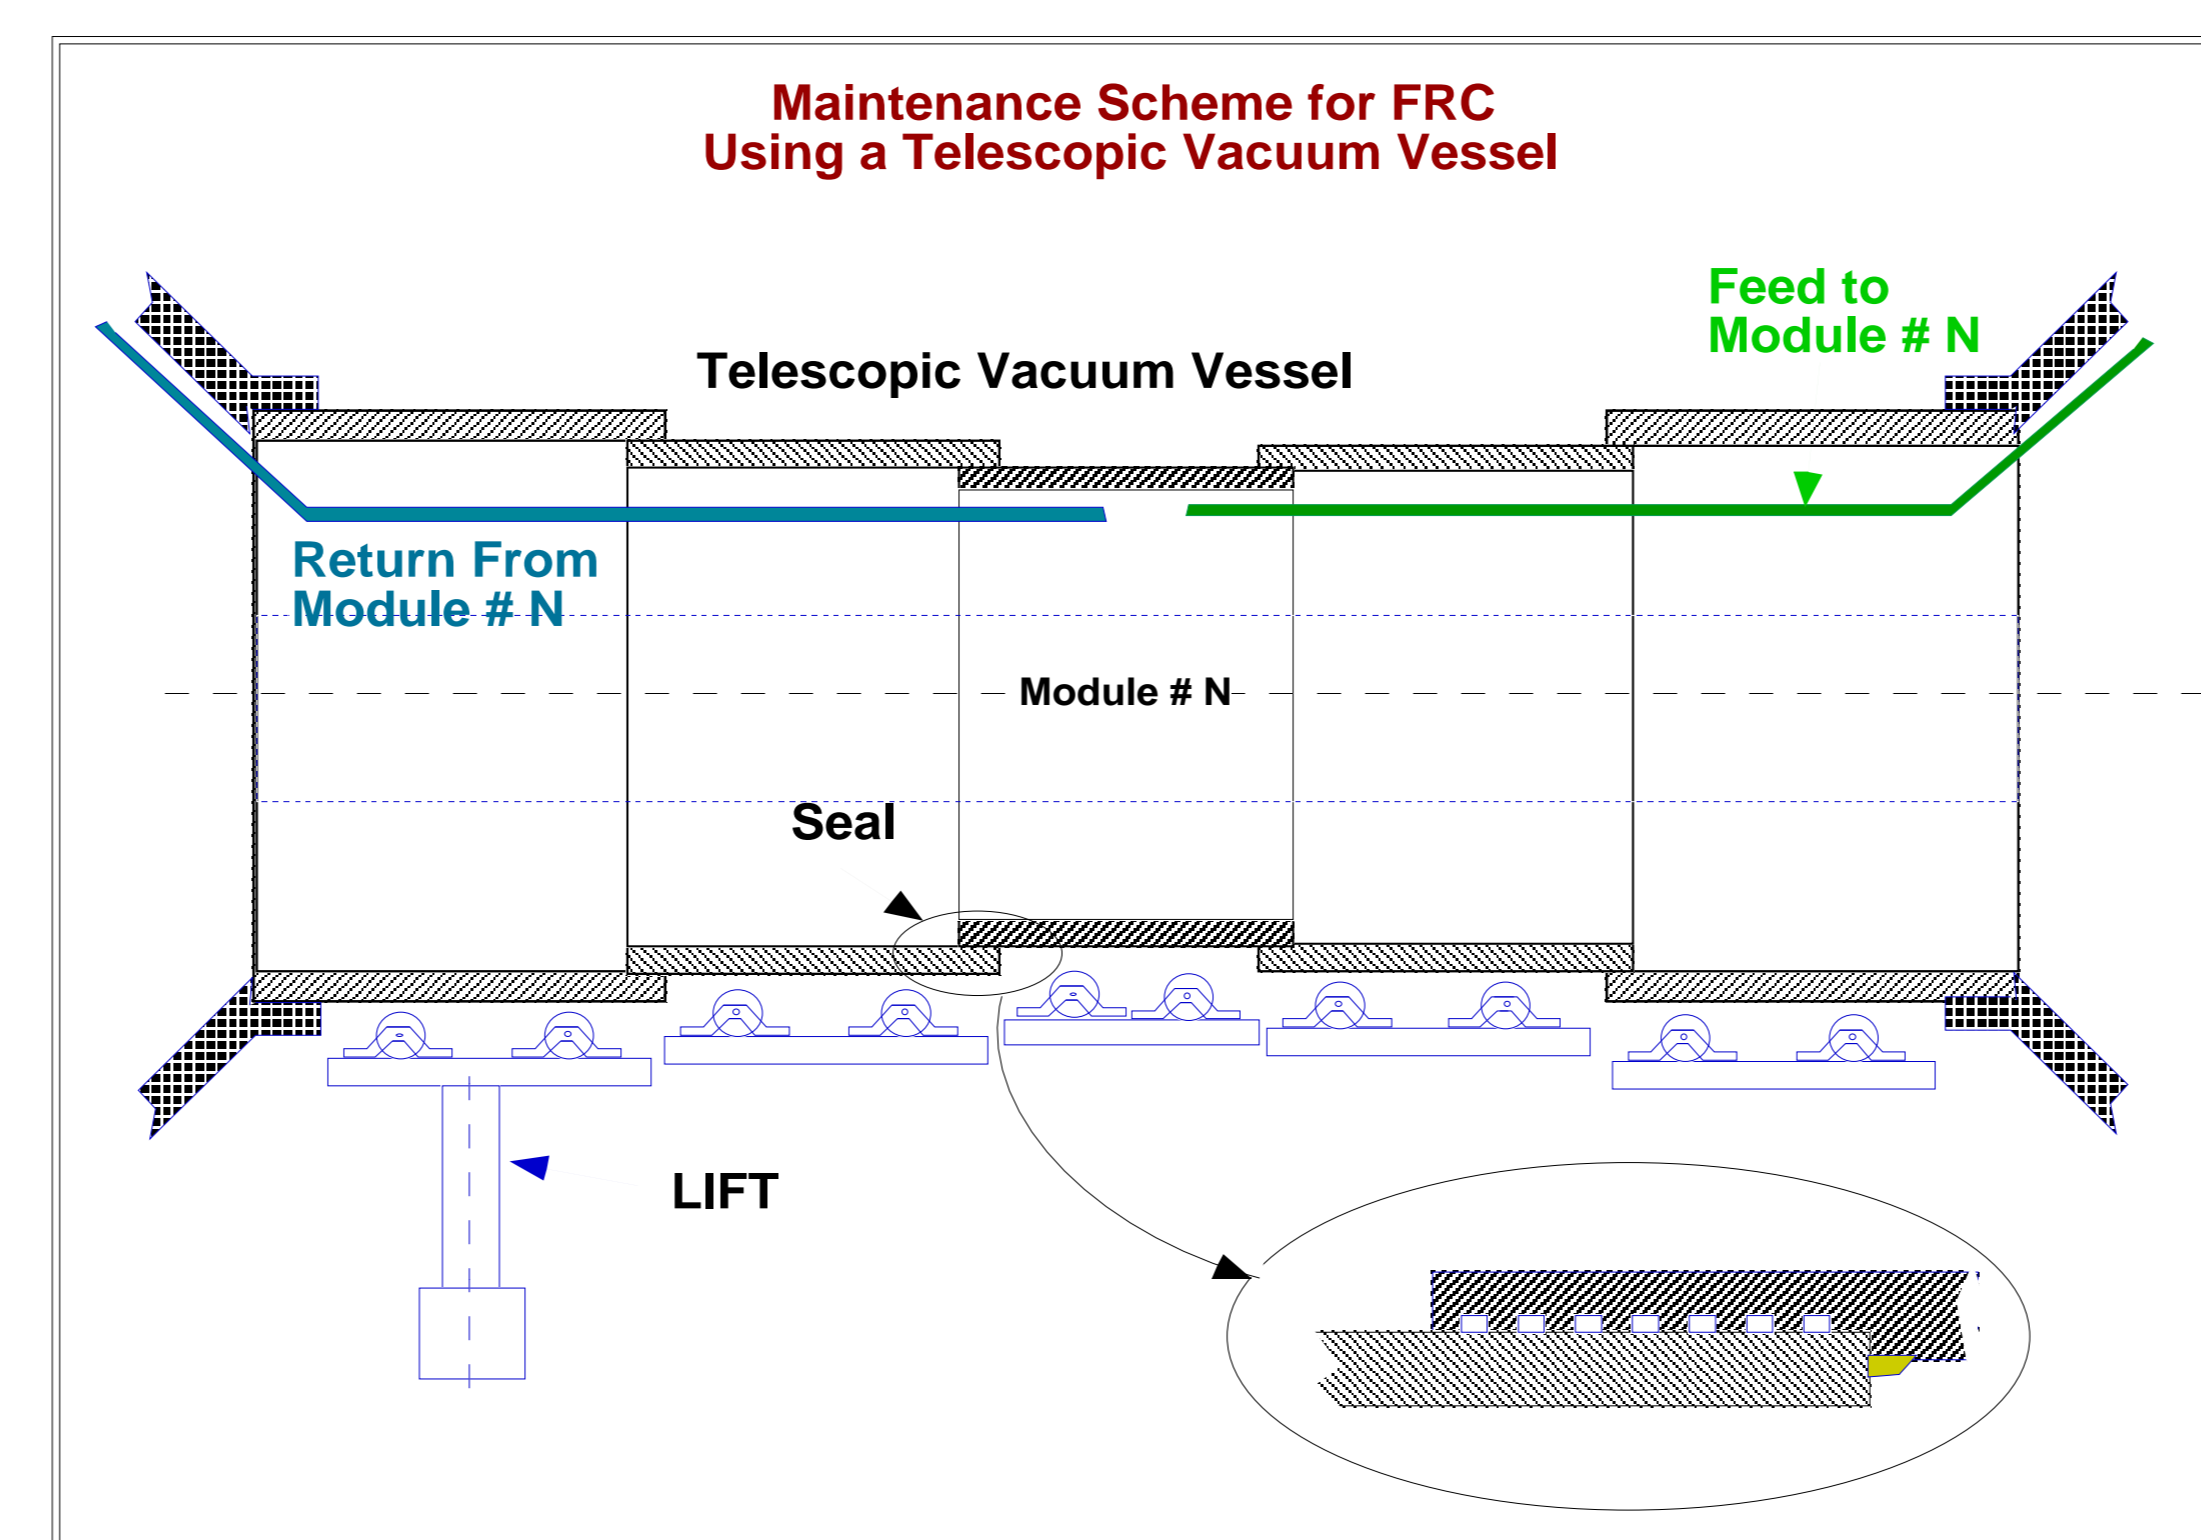 Maintenance Scheme for FRC
Using a Telescopic Vacuum Vessel
Feed to
Module # N
Telescopic Vacuum Vessel
Return From
Module # N
Module # N
Seal
LIFT